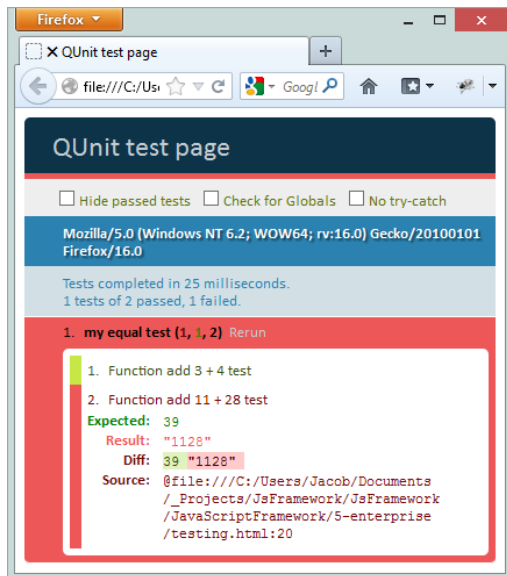 Firefox
QUnit test page
file:///C:/Us
Googl
QUnit test page
Hide passed tests Check for Globals No try-catch
Mozilla/5.0 (Windows NT 6.2; WOW64; rv:16.0) Gecko/20100101
Firefox/16.0
Tests completed in 25 milliseconds.
1 tests of 2 passed, 1 failed.
1. my equal test (1, 1, 2) Rerun
1. Function add 3 + 4 test
2. Function add 11 + 28 test
Expected: 39
Result: "1128"
Diff: 39 "1128"
Source: @file:///C:/Users/Jacob/Documents
/_Projects/JsFramework/JsFramework
/JavaScriptFramework/5-enterprise
/testing.html:20